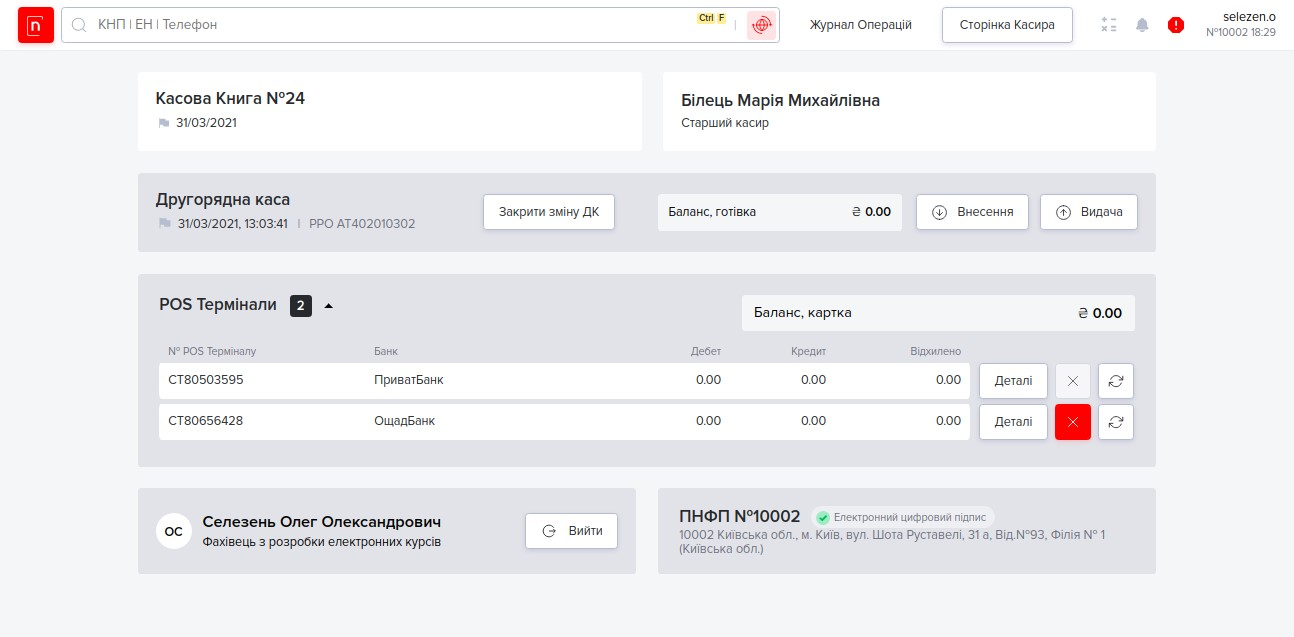 n
КНП | ЕН | Телефон
Ctrl F
Журнал Операцій
Сторінка Касира
selezen.o
№10002 18:29
Касова Книга №24
31/03/2021
Білець Марія Михайлівна
Старший касир
Другорядна каса
31/03/2021, 13:03:41 | РРО АТ402010302
Закрити зміну ДК
Баланс, готівка ₴ 0.00
Внесення
Видача
POS Термінали 2
Баланс, картка ₴ 0.00
№ POS Терміналу Банк Дебет Кредит Відхилено
СТ80503595 ПриватБанк 0.00 0.00 0.00 Деталі
СТ80656428 ОщадБанк 0.00 0.00 0.00 Деталі
ОС
Селезень Олег Олександрович
Фахівець з розробки електронних курсів
Вийти
ПНФП №10002 Електронний цифровий підпис
10002 Київська обл., м. Київ, вул. Шота Руставелі, 31 а, Від.№93, Філія № 1
(Київська обл.)